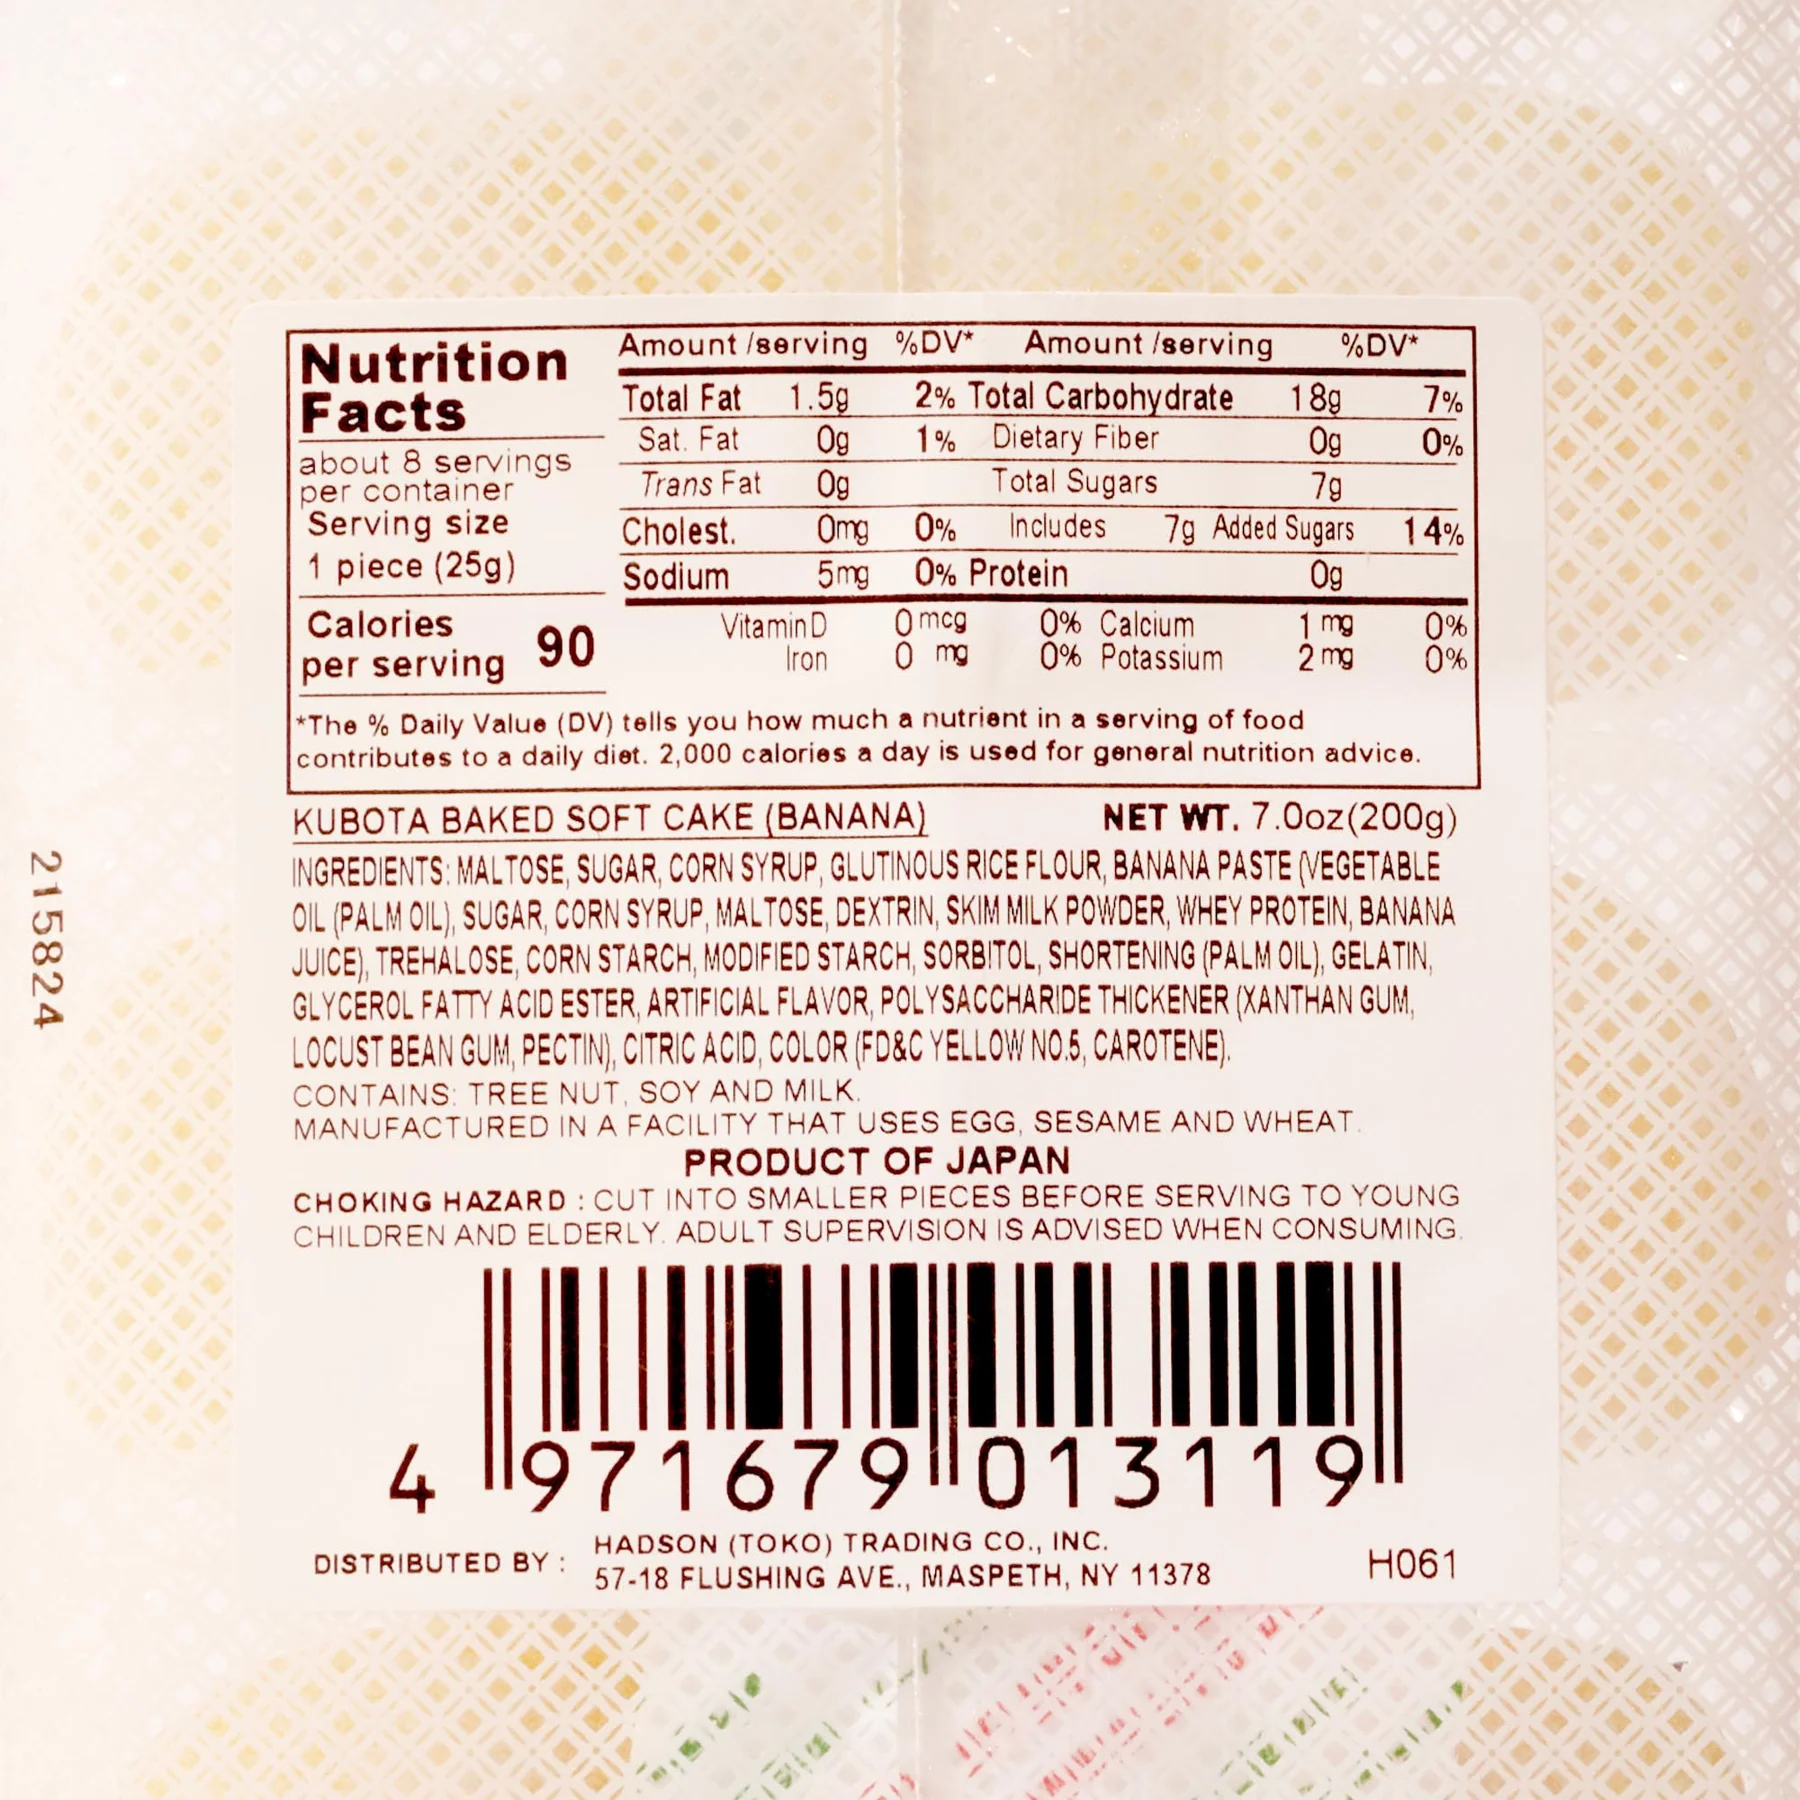 Nutrition
Facts
about 8 servings
per container
Serving size
1 piece (25g)
Calories
per serving 90
Amount/serving %DV* Amount/serving %DV*
Total Fat 1.5g 2% Total Carbohydrate 18g 7%
Sat. Fat 0g 1% Dietary Fiber 0g 0%
Trans Fat 0g Total Sugars 7g
Cholest. 0mg 0% Includes 7g Added Sugars 14%
Sodium 5mg 0% Protein 0g
Vitamin D 0 mcg 0% Calcium 1 mg 0%
Iron 0 mg 0% Potassium 2 mg 0%
*The % Daily Value (DV) tells you how much a nutrient in a serving of food
contributes to a daily diet. 2,000 calories a day is used for general nutrition advice.
KUBOTA BAKED SOFT CAKE (BANANA) NET WT. 7.0oz(200g)
INGREDIENTS: MALTOSE, SUGAR, CORN SYRUP, GLUTINOUS RICE FLOUR, BANANA PASTE (VEGETABLE
OIL (PALM OIL), SUGAR, CORN SYRUP, MALTOSE, DEXTRIN, SKIM MILK POWDER, WHEY PROTEIN, BANANA
JUICE), TREHALOSE, CORN STARCH, MODIFIED STARCH, SORBITOL, SHORTENING (PALM OIL), GELATIN,
GLYCEROL FATTY ACID ESTER, ARTIFICIAL FLAVOR, POLYSACCHARIDE THICKENER (XANTHAN GUM,
LOCUST BEAN GUM, PECTIN), CITRIC ACID, COLOR (FD&C YELLOW NO.5, CAROTENE).
CONTAINS: TREE NUT, SOY AND MILK.
MANUFACTURED IN A FACILITY THAT USES EGG, SESAME AND WHEAT.
PRODUCT OF JAPAN
CHOKING HAZARD : CUT INTO SMALLER PIECES BEFORE SERVING TO YOUNG
CHILDREN AND ELDERLY. ADULT SUPERVISION IS ADVISED WHEN CONSUMING.
4 971679 013119
DISTRIBUTED BY : HADSON (TOKO) TRADING CO., INC.
57-18 FLUSHING AVE., MASPETH, NY 11378
H061
215824